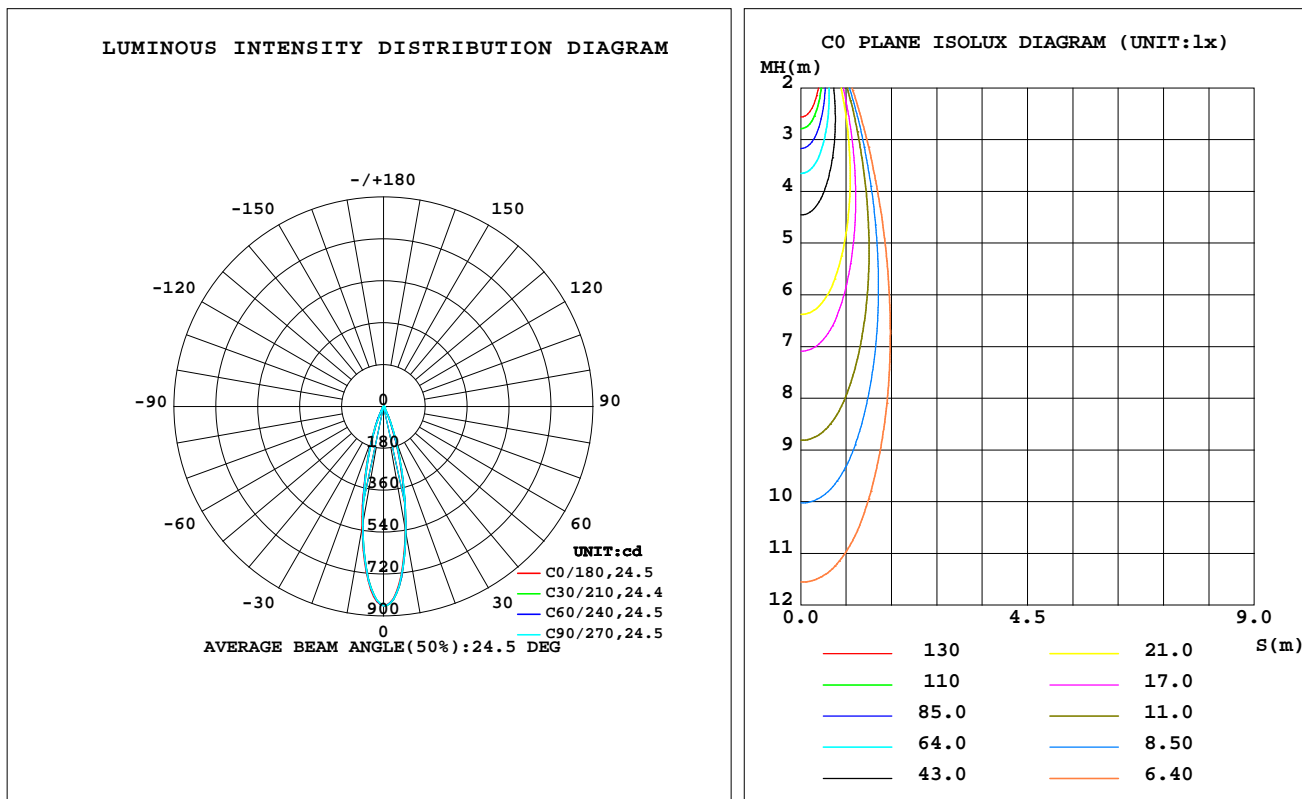 LUMINOUS INTENSITY DISTRIBUTION DIAGRAM
-/+180
-150 150
-120 120
-90 90
-60 60
-30 30
0
0
180
360
540
720
900
UNIT:cd
C0/180,24.5
C30/210,24.4
C60/240,24.5
C90/270,24.5
AVERAGE BEAM ANGLE(50%):24.5 DEG
C0 PLANE ISOLUX DIAGRAM (UNIT:lx)
MH(m)
2
3
4
5
6
7
8
9
10
11
12
0.0 4.5 9.0
S(m)
130 21.0
110 17.0
85.0 11.0
64.0 8.50
43.0 6.40